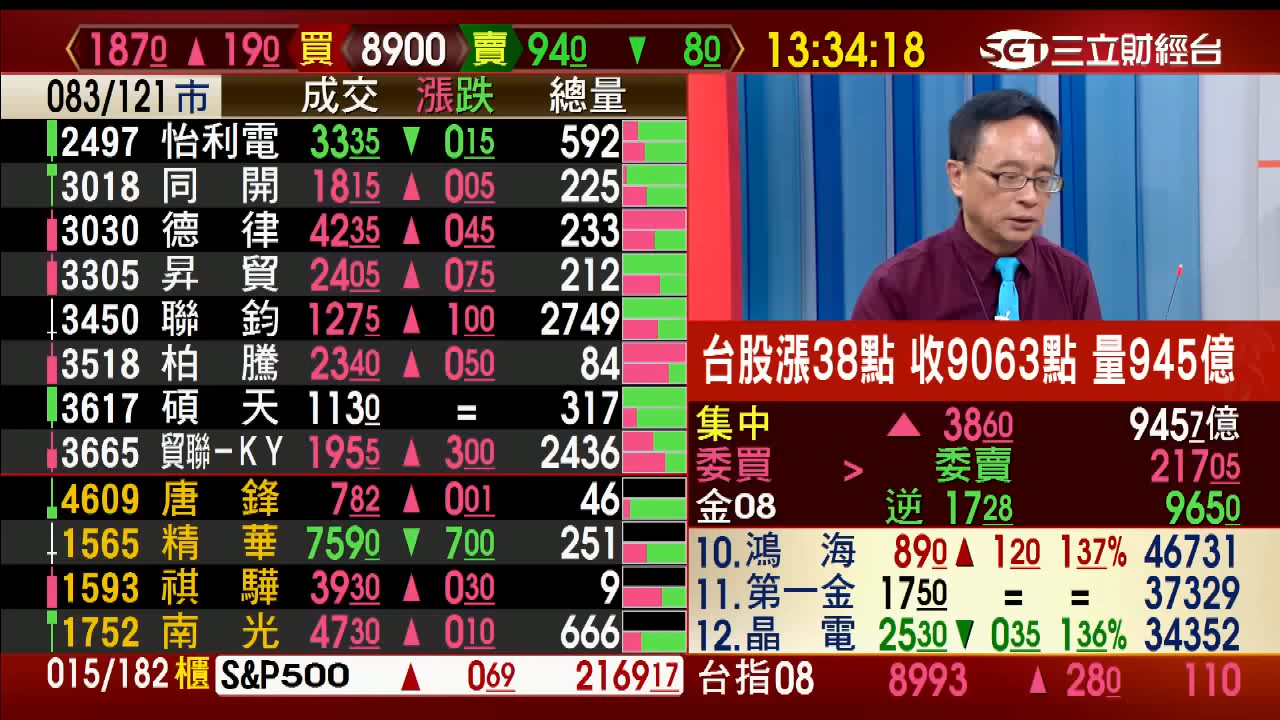 1870 ▲ 190 買 8900 賣 940 ▼ 80 13:34:18 SET三立財經台
083/121 市 成交 漲跌 總量
2497 怡利電 3335 ▼ 015 592
3018 同開 1815 ▲ 005 225
3030 德律 4235 ▲ 045 233
3305 昇貿 2405 ▲ 075 212
3450 聯鈞 1275 ▲ 100 2749
3518 柏騰 2340 ▲ 050 84
3617 碩天 1130 = 317
3665 貿聯-KY 1955 ▲ 300 2436
4609 唐鋒 782 ▲ 001 46
1565 精華 7590 ▼ 700 251
1593 祺驊 3930 ▲ 030 9
1752 南光 4730 ▲ 010 666
015/182 櫃 S&P500 ▲ 069 216917
台股漲38點 收9063點 量945億
集中 ▲ 3860 9457億
委買 > 委賣 21705
金08 逆 1728 9650
10.鴻海 890 ▲ 120 137% 46731
11.第一金 1750 = = 37329
12.晶電 2530 ▼ 035 136% 34352
台指08 8993 ▲ 280 110